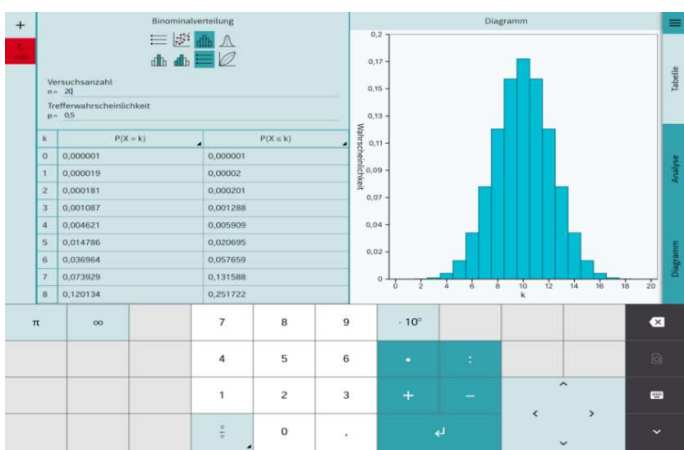 Binominalverteilung
Versuchsanzahl
n= 20
Trefferwahrscheinlichkeit
p= 0,5
k P(X = k) P(X ≤ k)
0 0,000001 0,000001
1 0,000019 0,00002
2 0,000181 0,000201
3 0,001087 0,001288
4 0,004621 0,005909
5 0,014786 0,020695
6 0,036964 0,057659
7 0,073929 0,131588
8 0,120134 0,251722
Diagramm
Wahrscheinlichkeit
0,2
0,17
0,15
0,13
0,11
0,09
0,07
0,04
0,02
0
0 2 4 6 8 10 12 14 16 18 20
k
Tabelle
Analyse
Diagramm
π ∞ 7 8 9 · 10ⁿ
4 5 6 • :
1 2 3 + −
0 ,